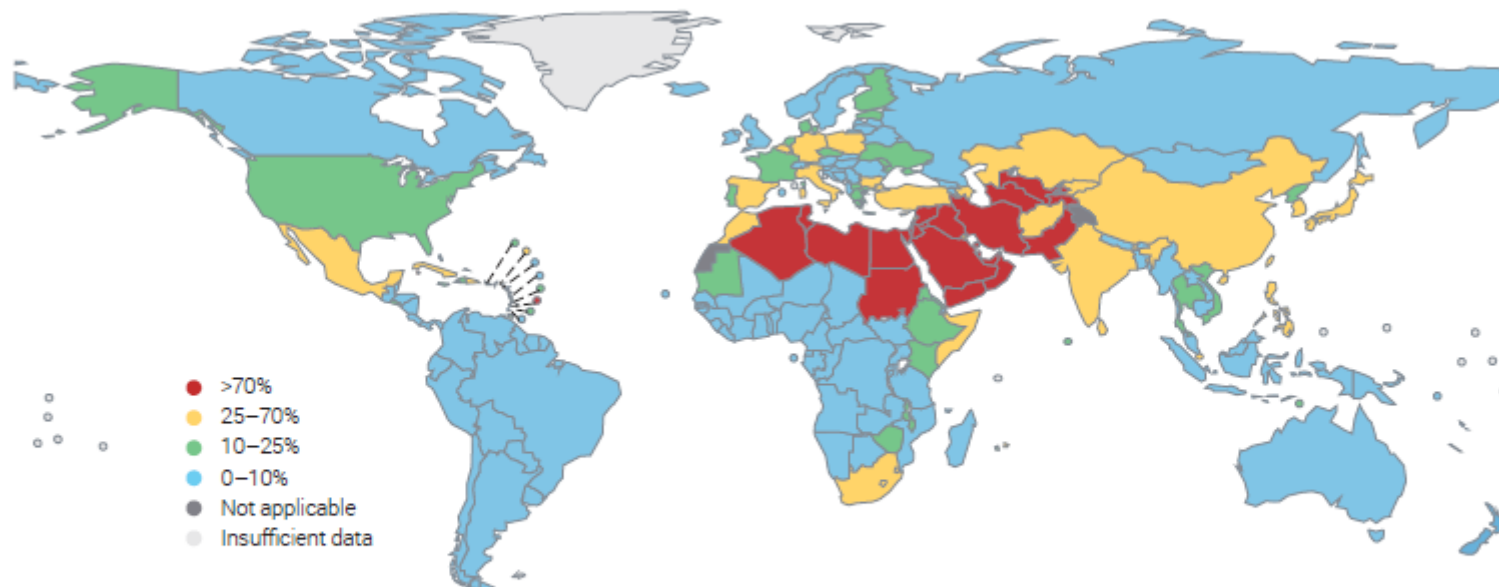 >70%
25–70%
10–25%
0–10%
Not applicable
Insufficient data